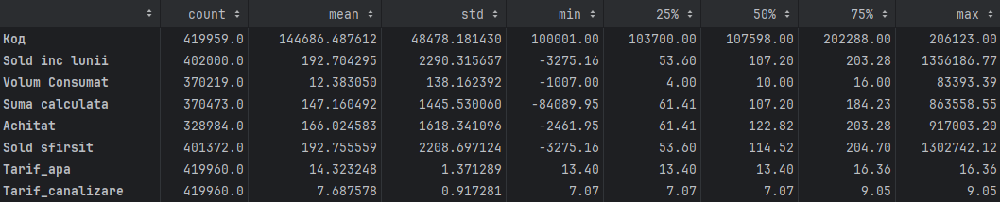 count mean std min 25% 50% 75% max
Код 419959.0 144686.487612 48478.181430 100001.00 103700.00 107598.00 202288.00 206123.00
Sold inc lunii 402000.0 192.704295 2290.315657 -3275.16 53.60 107.20 203.28 1356186.77
Volum Consumat 370219.0 12.383050 138.162392 -1007.00 4.00 10.00 16.00 83393.39
Suma calculata 370473.0 147.160492 1445.530060 -84089.95 61.41 107.20 184.23 863558.55
Achitat 328984.0 166.024583 1618.341096 -2461.95 61.41 122.82 203.28 917003.20
Sold sfirsit 401372.0 192.755559 2208.697124 -3275.16 53.60 114.52 204.70 1302742.12
Tarif_apa 419960.0 14.323248 1.371289 13.40 13.40 13.40 16.36 16.36
Tarif_canalizare 419960.0 7.687578 0.917281 7.07 7.07 7.07 9.05 9.05